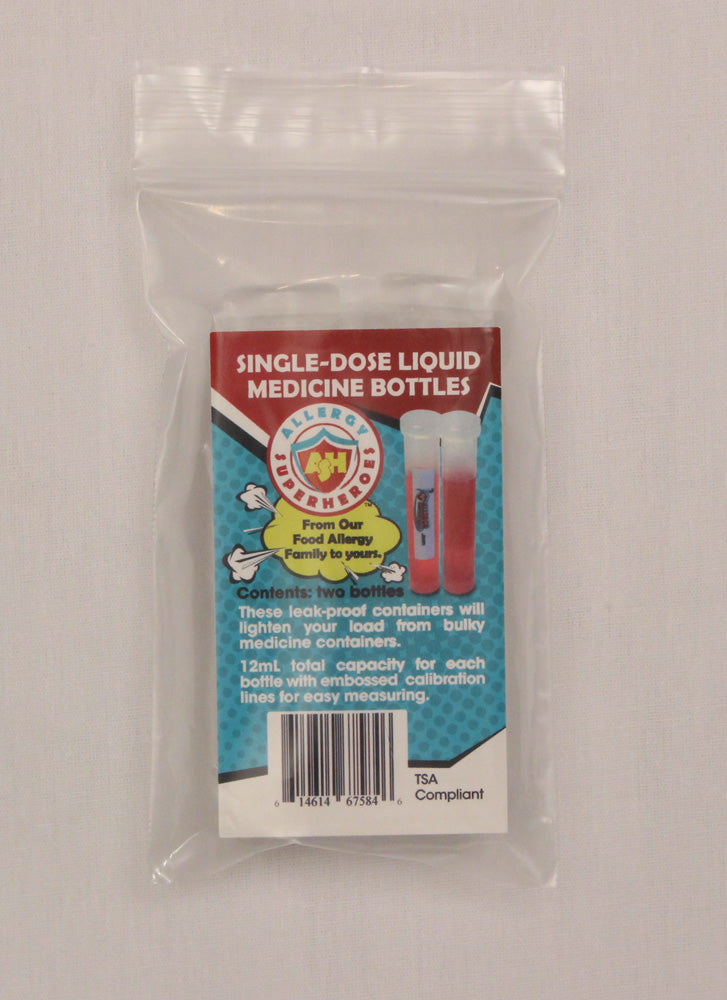 SINGLE-DOSE LIQUID
MEDICINE BOTTLES
ALLERGY
SUPERHEROES
ASH
TM
From Our
Food Allergy
Family to yours.
Contents: two bottles
These leak-proof containers will
lighten your load from bulky
medicine containers.
12mL total capacity for each
bottle with embossed calibration
lines for easy measuring.
6 14614 67584 6
TSA
Compliant